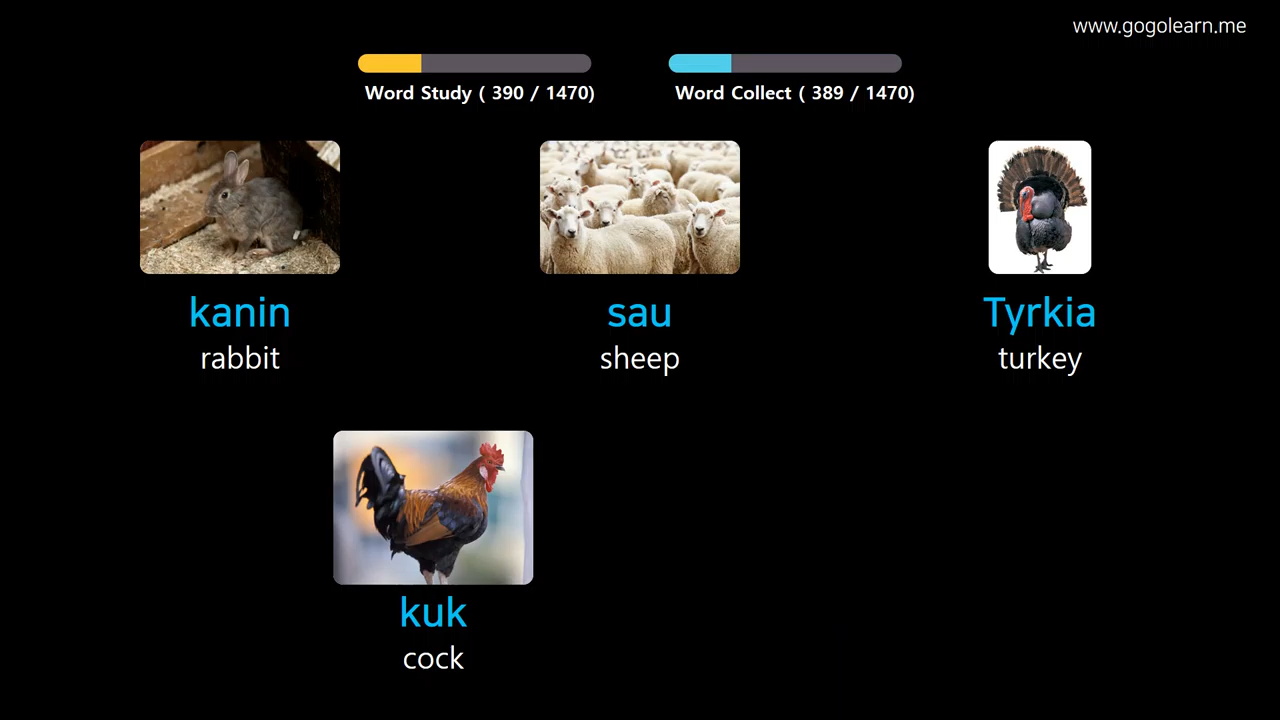 www.gogolearn.me
Word Study ( 390 / 1470)
Word Collect ( 389 / 1470)
kanin
rabbit
sau
sheep
Tyrkia
turkey
kuk
cock